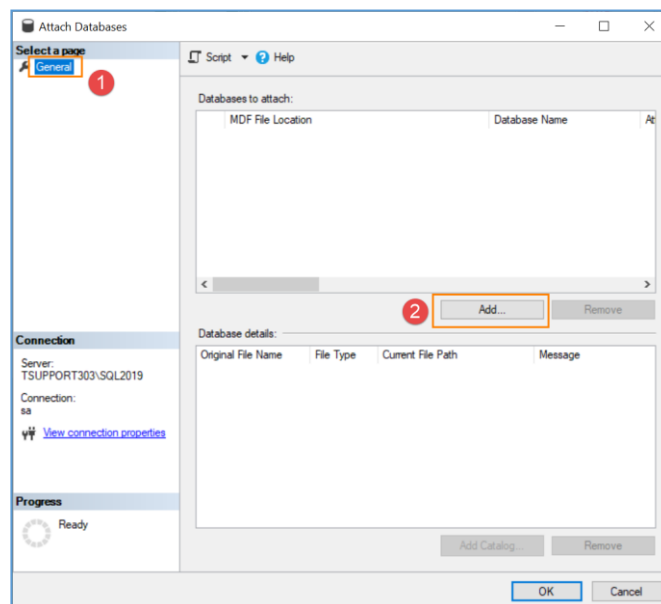 Attach Databases
Select a page
General
1
Script
Help
Databases to attach:
MDF File Location Database Name At
2
Add...
Remove
Database details:
Original File Name File Type Current File Path Message
Connection
Server:
TSUPPORT303\SQL2019
Connection:
sa
View connection properties
Progress
Ready
Add Catalog...
Remove
OK
Cancel